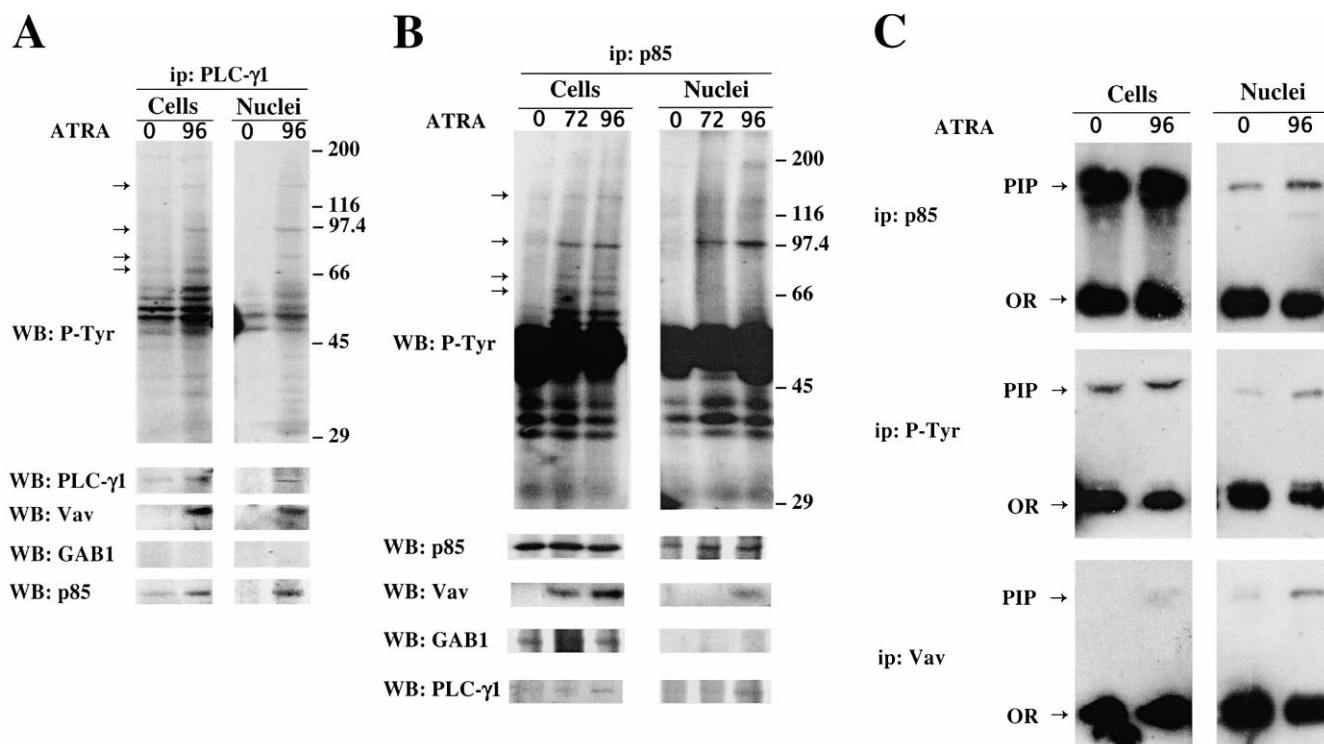 A
ip: PLC-γ1
Cells Nuclei
ATRA 0 96 0 96
→ – 200
– 116
→ – 97.4
→
→ – 66
WB: P-Tyr – 45
– 29
WB: PLC-γ1
WB: Vav
WB: GAB1
WB: p85
B
ip: p85
Cells Nuclei
ATRA 0 72 96 0 72 96
– 200
→
– 116
→ – 97.4
→
→ – 66
WB: P-Tyr
– 45
– 29
WB: p85
WB: Vav
WB: GAB1
WB: PLC-γ1
C
Cells Nuclei
0 96 0 96
PIP →
ip: p85
OR →
PIP →
ip: P-Tyr
OR →
PIP →
ip: Vav
OR →